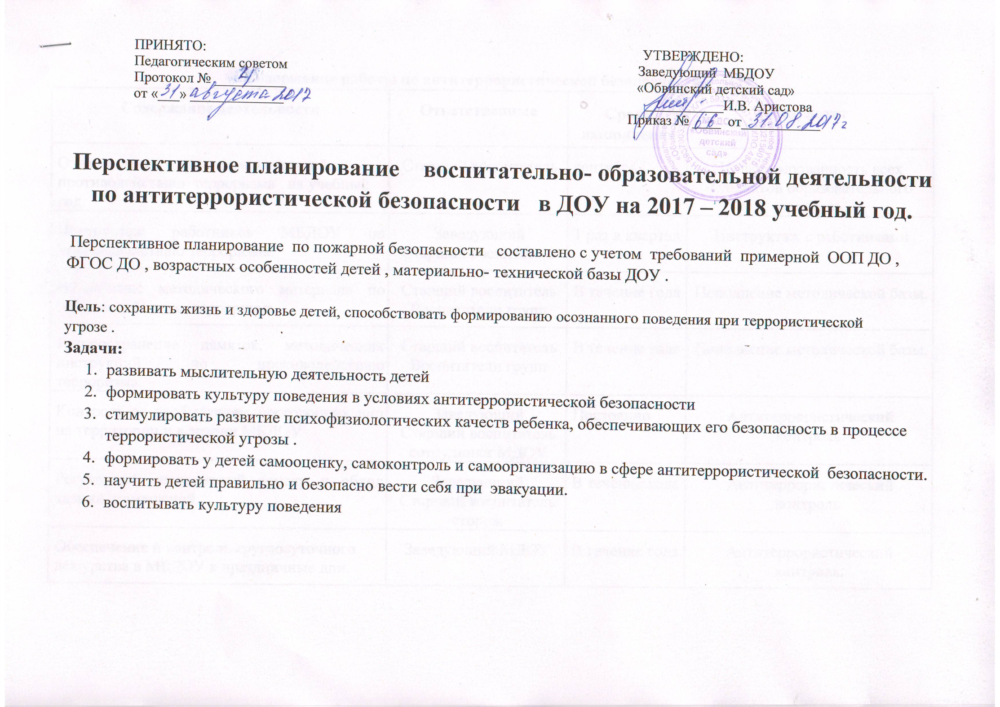 ПРИНЯТО:
Педагогическим советом
Протокол № 4
от «31» августа 2017
УТВЕРЖДЕНО:
Заведующий МБДОУ
«Обвинский детский сад»
И.В. Аристова
Приказ № 66 от 31.08.2017г
МБДОУ
«Обвинский
детский
сад»
Перспективное планирование воспитательно- образовательной деятельности
по антитеррористической безопасности в ДОУ на 2017 – 2018 учебный год.
Перспективное планирование по пожарной безопасности составлено с учетом требований примерной ООП ДО ,
ФГОС ДО , возрастных особенностей детей , материально- технической базы ДОУ .
Цель: сохранить жизнь и здоровье детей, способствовать формированию осознанного поведения при террористической
угрозе .
Задачи:
1. развивать мыслительную деятельность детей
2. формировать культуру поведения в условиях антитеррористической безопасности
3. стимулировать развитие психофизиологических качеств ребенка, обеспечивающих его безопасность в процессе
террористической угрозы .
4. формировать у детей самооценку, самоконтроль и самоорганизацию в сфере антитеррористической безопасности.
5. научить детей правильно и безопасно вести себя при эвакуации.
6. воспитывать культуру поведения